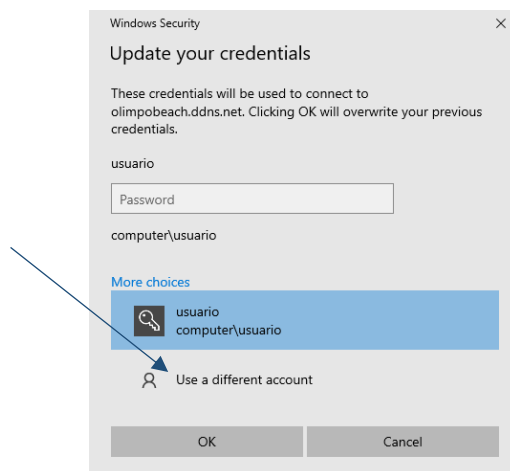 Windows Security
Update your credentials
These credentials will be used to connect to
olimpobeach.ddns.net. Clicking OK will overwrite your previous
credentials.
usuario
Password
computer\usuario
More choices
usuario
computer\usuario
Use a different account
OK
Cancel